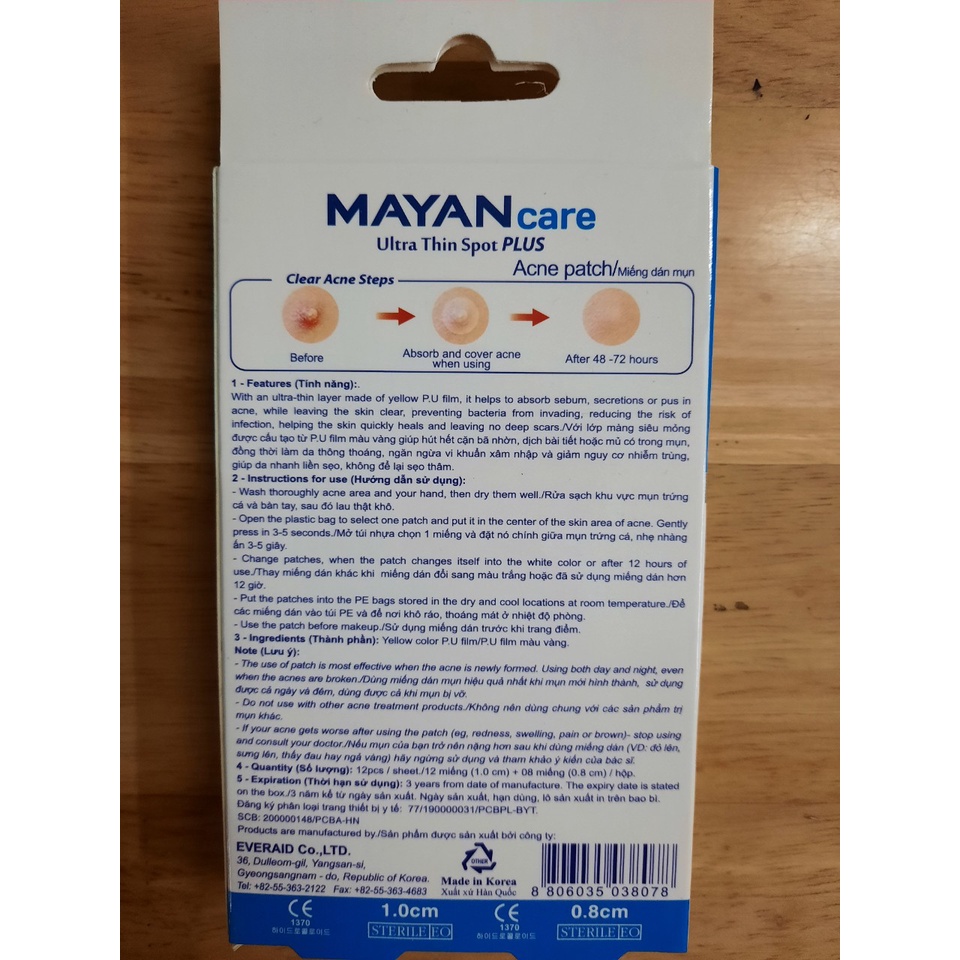 MAYANcare
Ultra Thin Spot PLUS
Acne patch/Miếng dán mụn
Clear Acne Steps
Before
Absorb and cover acne
when using
After 48 -72 hours
1 - Features (Tính năng):.
With an ultra-thin layer made of yellow P.U film, it helps to absorb sebum, secretions or pus in
acne, while leaving the skin clear, preventing bacteria from invading, reducing the risk of
infection, helping the skin quickly heals and leaving no deep scars./Với lớp màng siêu mỏng
được cấu tạo từ P.U film màu vàng giúp hút hết cặn bã nhờn, dịch bài tiết hoặc mủ có trong mụn,
đồng thời làm da thông thoáng, ngăn ngừa vi khuẩn xâm nhập và giảm nguy cơ nhiễm trùng,
giúp da nhanh liền sẹo, không để lại sẹo thâm.
2 - Instructions for use (Hướng dẫn sử dụng):
- Wash thoroughly acne area and your hand, then dry them well./Rửa sạch khu vực mụn trứng
cá và bàn tay, sau đó lau thật khô.
- Open the plastic bag to select one patch and put it in the center of the skin area of acne. Gently
press in 3-5 seconds./Mở túi nhựa chọn 1 miếng và đặt nó chính giữa mụn trứng cá, nhẹ nhàng
ấn 3-5 giây.
- Change patches, when the patch changes itself into the white color or after 12 hours of
use./Thay miếng dán khác khi miếng dán đổi sang màu trắng hoặc đã sử dụng miếng dán hơn
12 giờ.
- Put the patches into the PE bags stored in the dry and cool locations at room temperature./Để
các miếng dán vào túi PE và để nơi khô ráo, thoáng mát ở nhiệt độ phòng.
- Use the patch before makeup./Sử dụng miếng dán trước khi trang điểm.
3 - Ingredients (Thành phần): Yellow color P.U film/P.U film màu vàng.
Note (Lưu ý):
- The use of patch is most effective when the acne is newly formed. Using both day and night, even
when the acnes are broken./Dùng miếng dán mụn hiệu quả nhất khi mụn mới hình thành, sử dụng
được cả ngày và đêm, dùng được cả khi mụn bị vỡ.
- Do not use with other acne treatment products./Không nên dùng chung với các sản phẩm trị
mụn khác.
- If your acne gets worse after using the patch (eg, redness, swelling, pain or brown)- stop using
and consult your doctor./Nếu mụn của bạn trở nên nặng hơn sau khi dùng miếng dán (VD: đỏ lên,
sưng lên, thấy đau hay ngả vàng) hãy ngừng sử dụng và tham khảo ý kiến của bác sĩ.
4 - Quantity (Số lượng): 12pcs / sheet./12 miếng (1.0 cm) + 08 miếng (0.8 cm) / hộp.
5 - Expiration (Thời hạn sử dụng): 3 years from date of manufacture. The expiry date is stated
on the box./3 năm kể từ ngày sản xuất. Ngày sản xuất, hạn dùng, lô sản xuất in trên bao bì.
Đăng ký phân loại trang thiết bị y tế: 77/190000031/PCBPL-BYT.
SCB: 200000148/PCBA-HN
Products are manufactured by./Sản phẩm được sản xuất bởi công ty:
EVERAID Co.,LTD.
36, Dulleom-gil, Yangsan-si,
Gyeongsangnam - do, Republic of Korea.
Tel: +82-55-363-2122 Fax: +82-55-363-4683
OTHER
Made in Korea
Xuất xứ Hàn Quốc
8 806035 038078
CE
1370
하이드로콜로이드
1.0cm
STERILE EO
CE
1370
하이드로콜로이드
0.8cm
STERILE EO